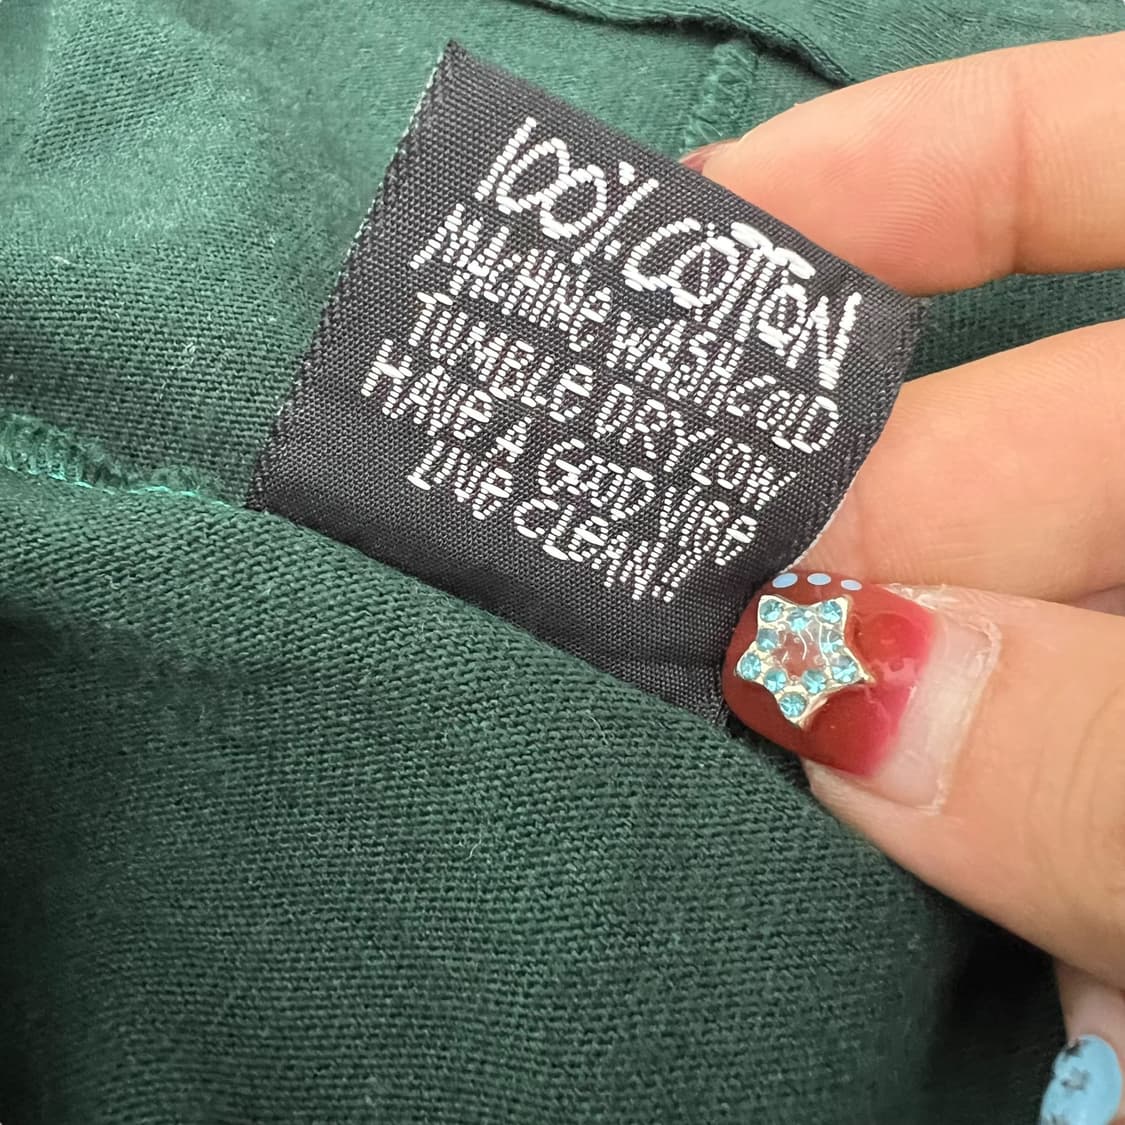 100% COTTON
MACHINE WASH COLD
TUMBLE DRY LOW
HAVE A GOOD VIBE
LIVE CLEAN!!